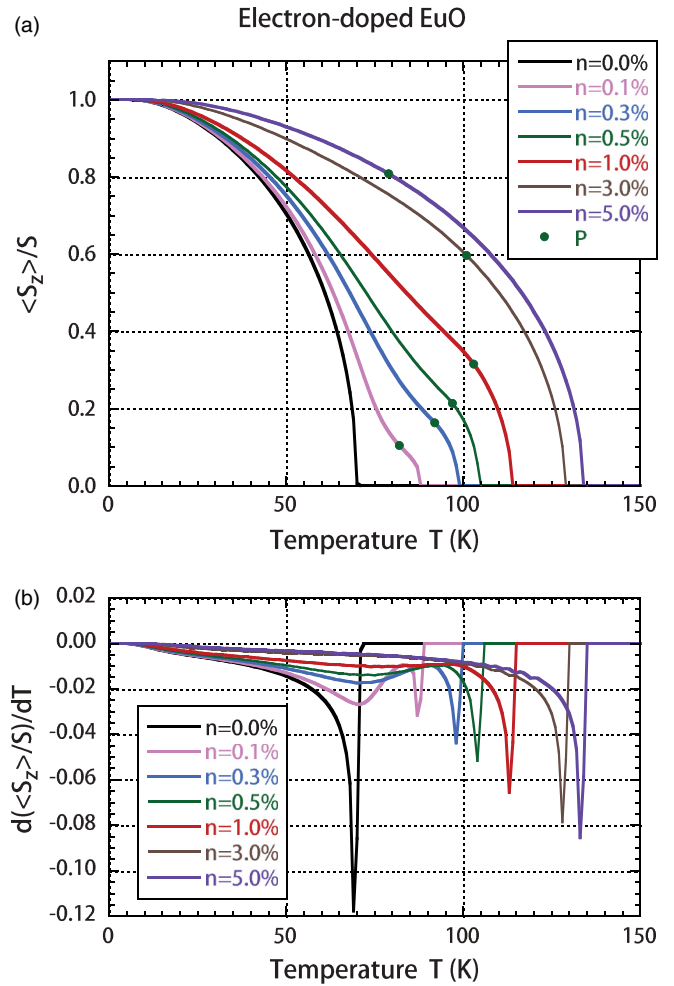 Electron-doped EuO
(a)
n=0.0%
n=0.1%
n=0.3%
n=0.5%
n=1.0%
n=3.0%
n=5.0%
P
<S_Z>/S
1.0
0.8
0.6
0.4
0.2
0.0
0 50 100 150
Temperature T (K)
(b)
d(<S_Z>/S)/dT
0.02
0.00
-0.02
-0.04
-0.06
-0.08
-0.10
-0.12
n=0.0%
n=0.1%
n=0.3%
n=0.5%
n=1.0%
n=3.0%
n=5.0%
0 50 100 150
Temperature T (K)